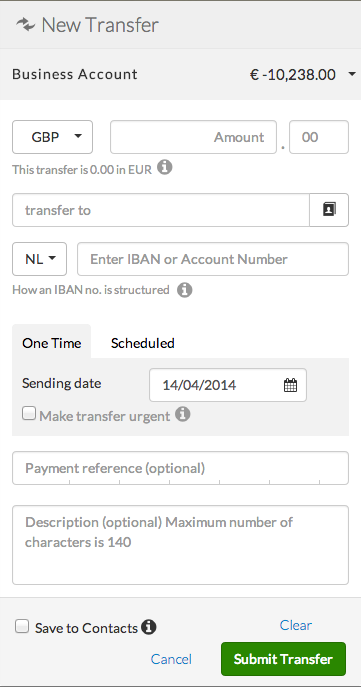 New Transfer
Business Account € -10,238.00
GBP Amount . 00
This transfer is 0.00 in EUR
transfer to
NL Enter IBAN or Account Number
How an IBAN no. is structured
One Time Scheduled
Sending date 14/04/2014
Make transfer urgent
Payment reference (optional)
Description (optional) Maximum number of
characters is 140
Save to Contacts Clear
Cancel Submit Transfer